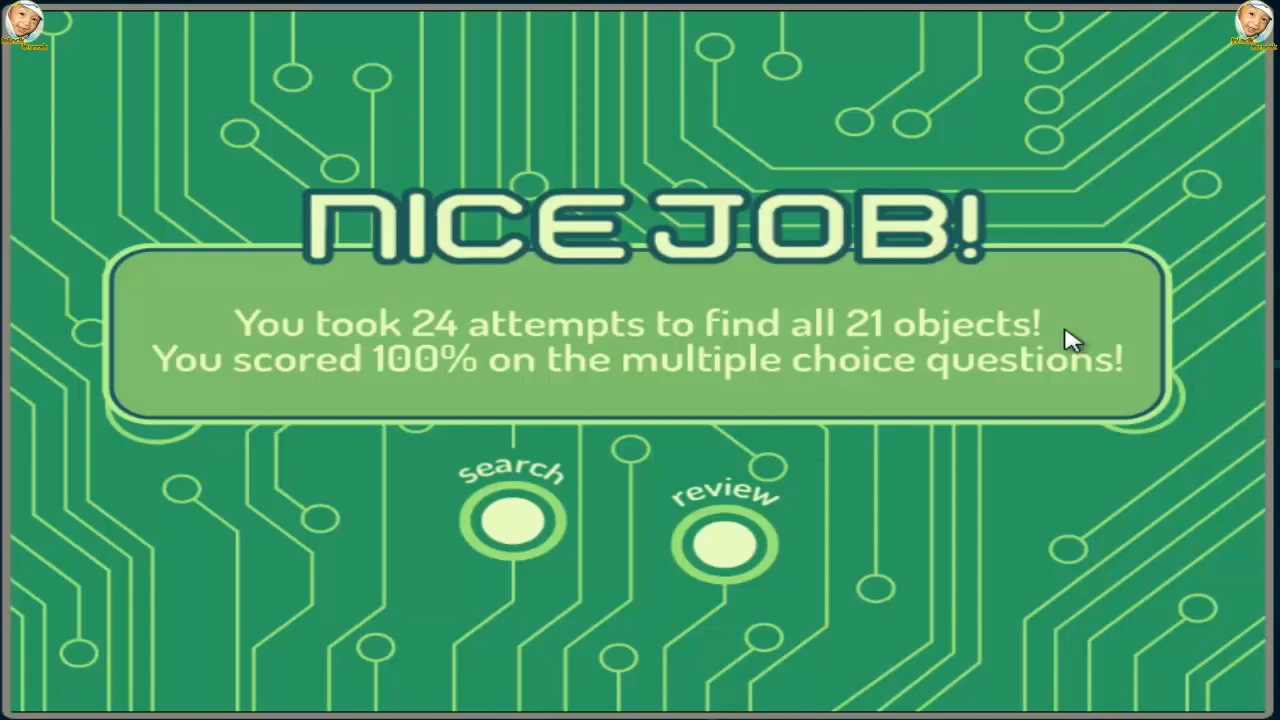 NICE JOB!
You took 24 attempts to find all 21 objects!
You scored 100% on the multiple choice questions!
search
review